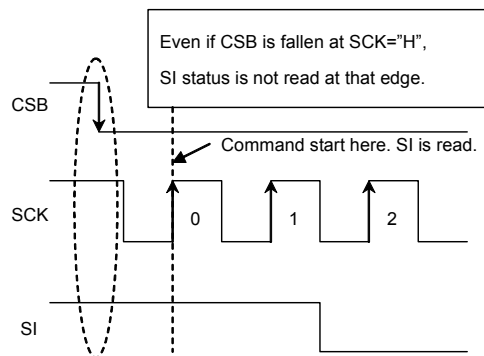 Even if CSB is fallen at SCK="H",
SI status is not read at that edge.
CSB
Command start here. SI is read.
SCK
0
1
2
SI